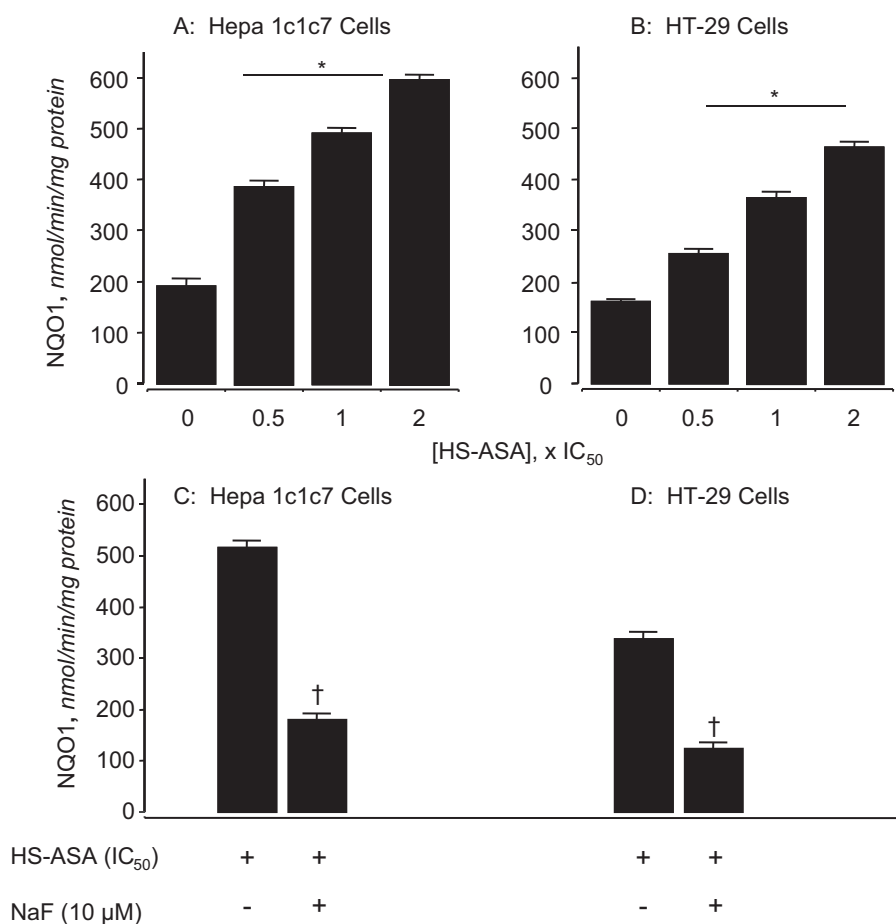 A: Hepa 1c1c7 Cells
B: HT-29 Cells
NQO1, nmol/min/mg protein
600
500
400
300
200
100
0
*
600
500
400
300
200
100
0
*
0 0.5 1 2
0 0.5 1 2
[HS-ASA], x IC50
C: Hepa 1c1c7 Cells
D: HT-29 Cells
NQO1, nmol/min/mg protein
600
500
400
300
200
100
0
†
†
HS-ASA (IC50) + + + +
NaF (10 µM) - + - +